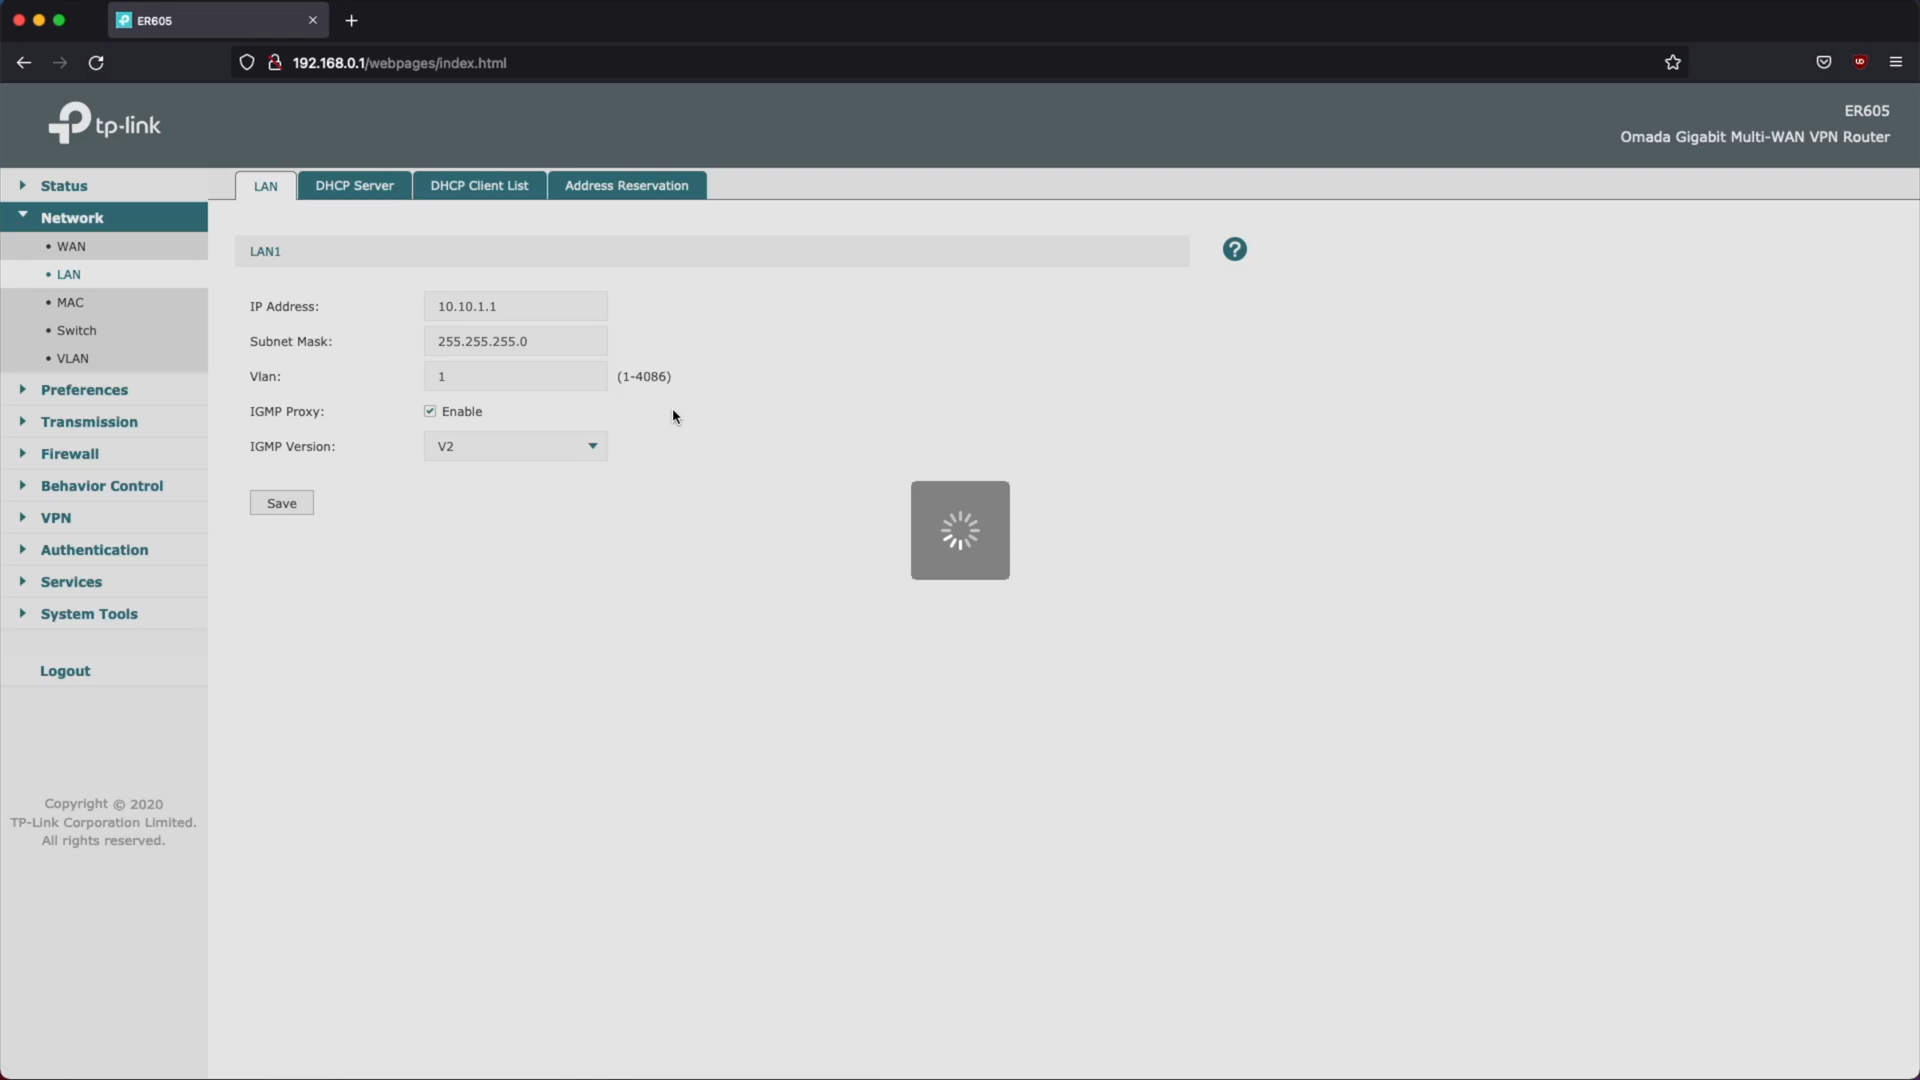 ER605
192.168.0.1/webpages/index.html
tp-link
ER605
Omada Gigabit Multi-WAN VPN Router
Status
Network
WAN
LAN
MAC
Switch
VLAN
Preferences
Transmission
Firewall
Behavior Control
VPN
Authentication
Services
System Tools
Logout
Copyright © 2020
TP-Link Corporation Limited.
All rights reserved.
LAN DHCP Server DHCP Client List Address Reservation
LAN1
?
IP Address: 10.10.1.1
Subnet Mask: 255.255.255.0
Vlan: 1 (1-4086)
IGMP Proxy: Enable
IGMP Version: V2
Save